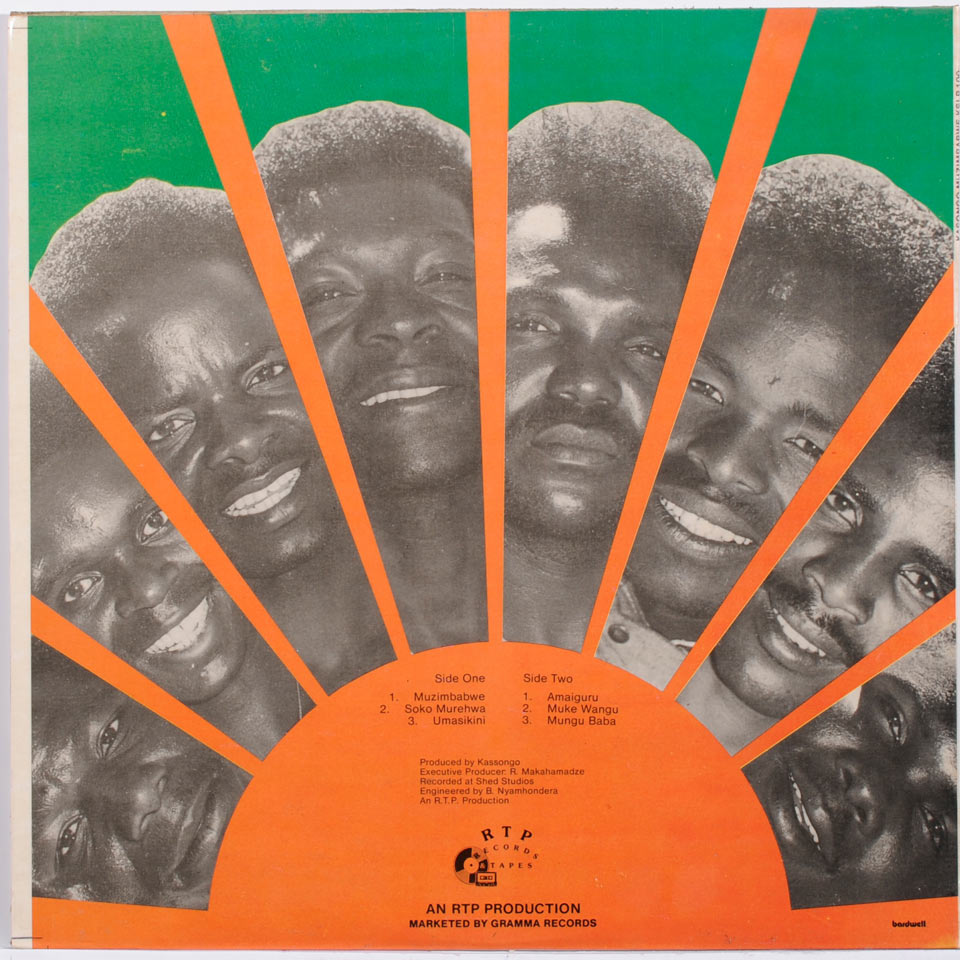 Side One
1. Muzimbabwe
2. Soko Murehwa
3. Umasikini
Side Two
1. Amaiguru
2. Muke Wangu
3. Mungu Baba
Produced by Kassongo
Executive Producer: R. Makahamadze
Recorded at Shed Studios
Engineered by B. Nyamhondera
An R.T.P. Production
RTP
RECORDS
& TAPES
AN RTP PRODUCTION
MARKETED BY GRAMMA RECORDS
bardwell